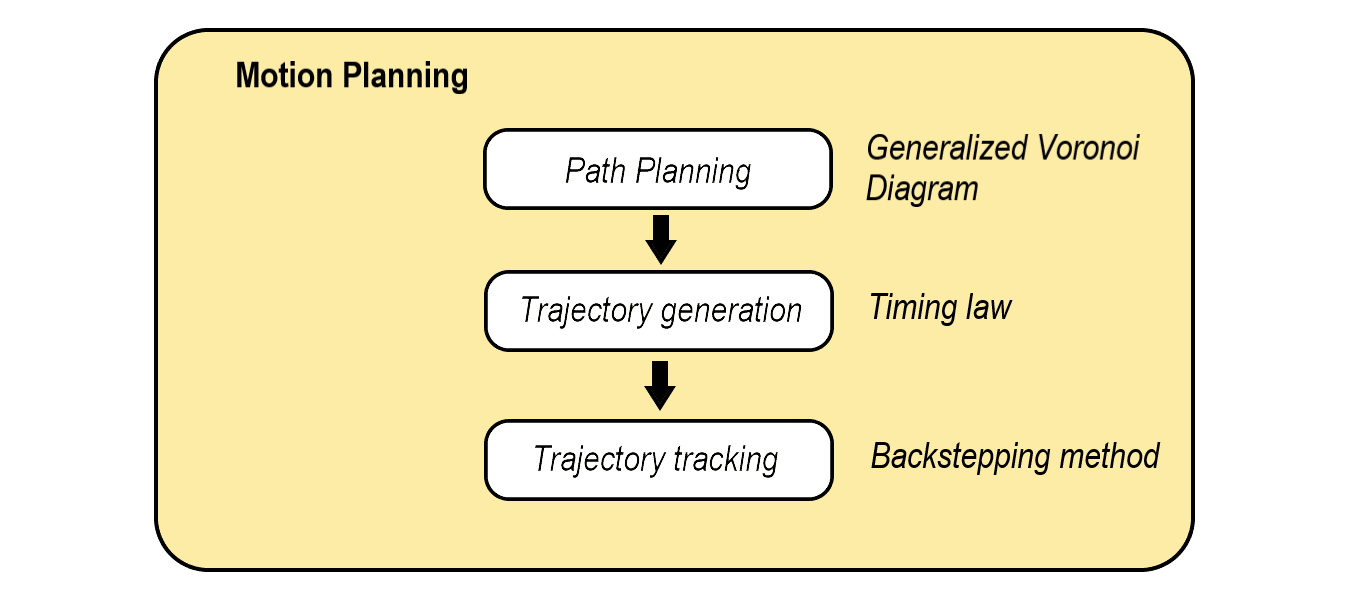 Motion Planning
Path Planning
Generalized Voronoi
Diagram
Trajectory generation
Timing law
Trajectory tracking
Backstepping method